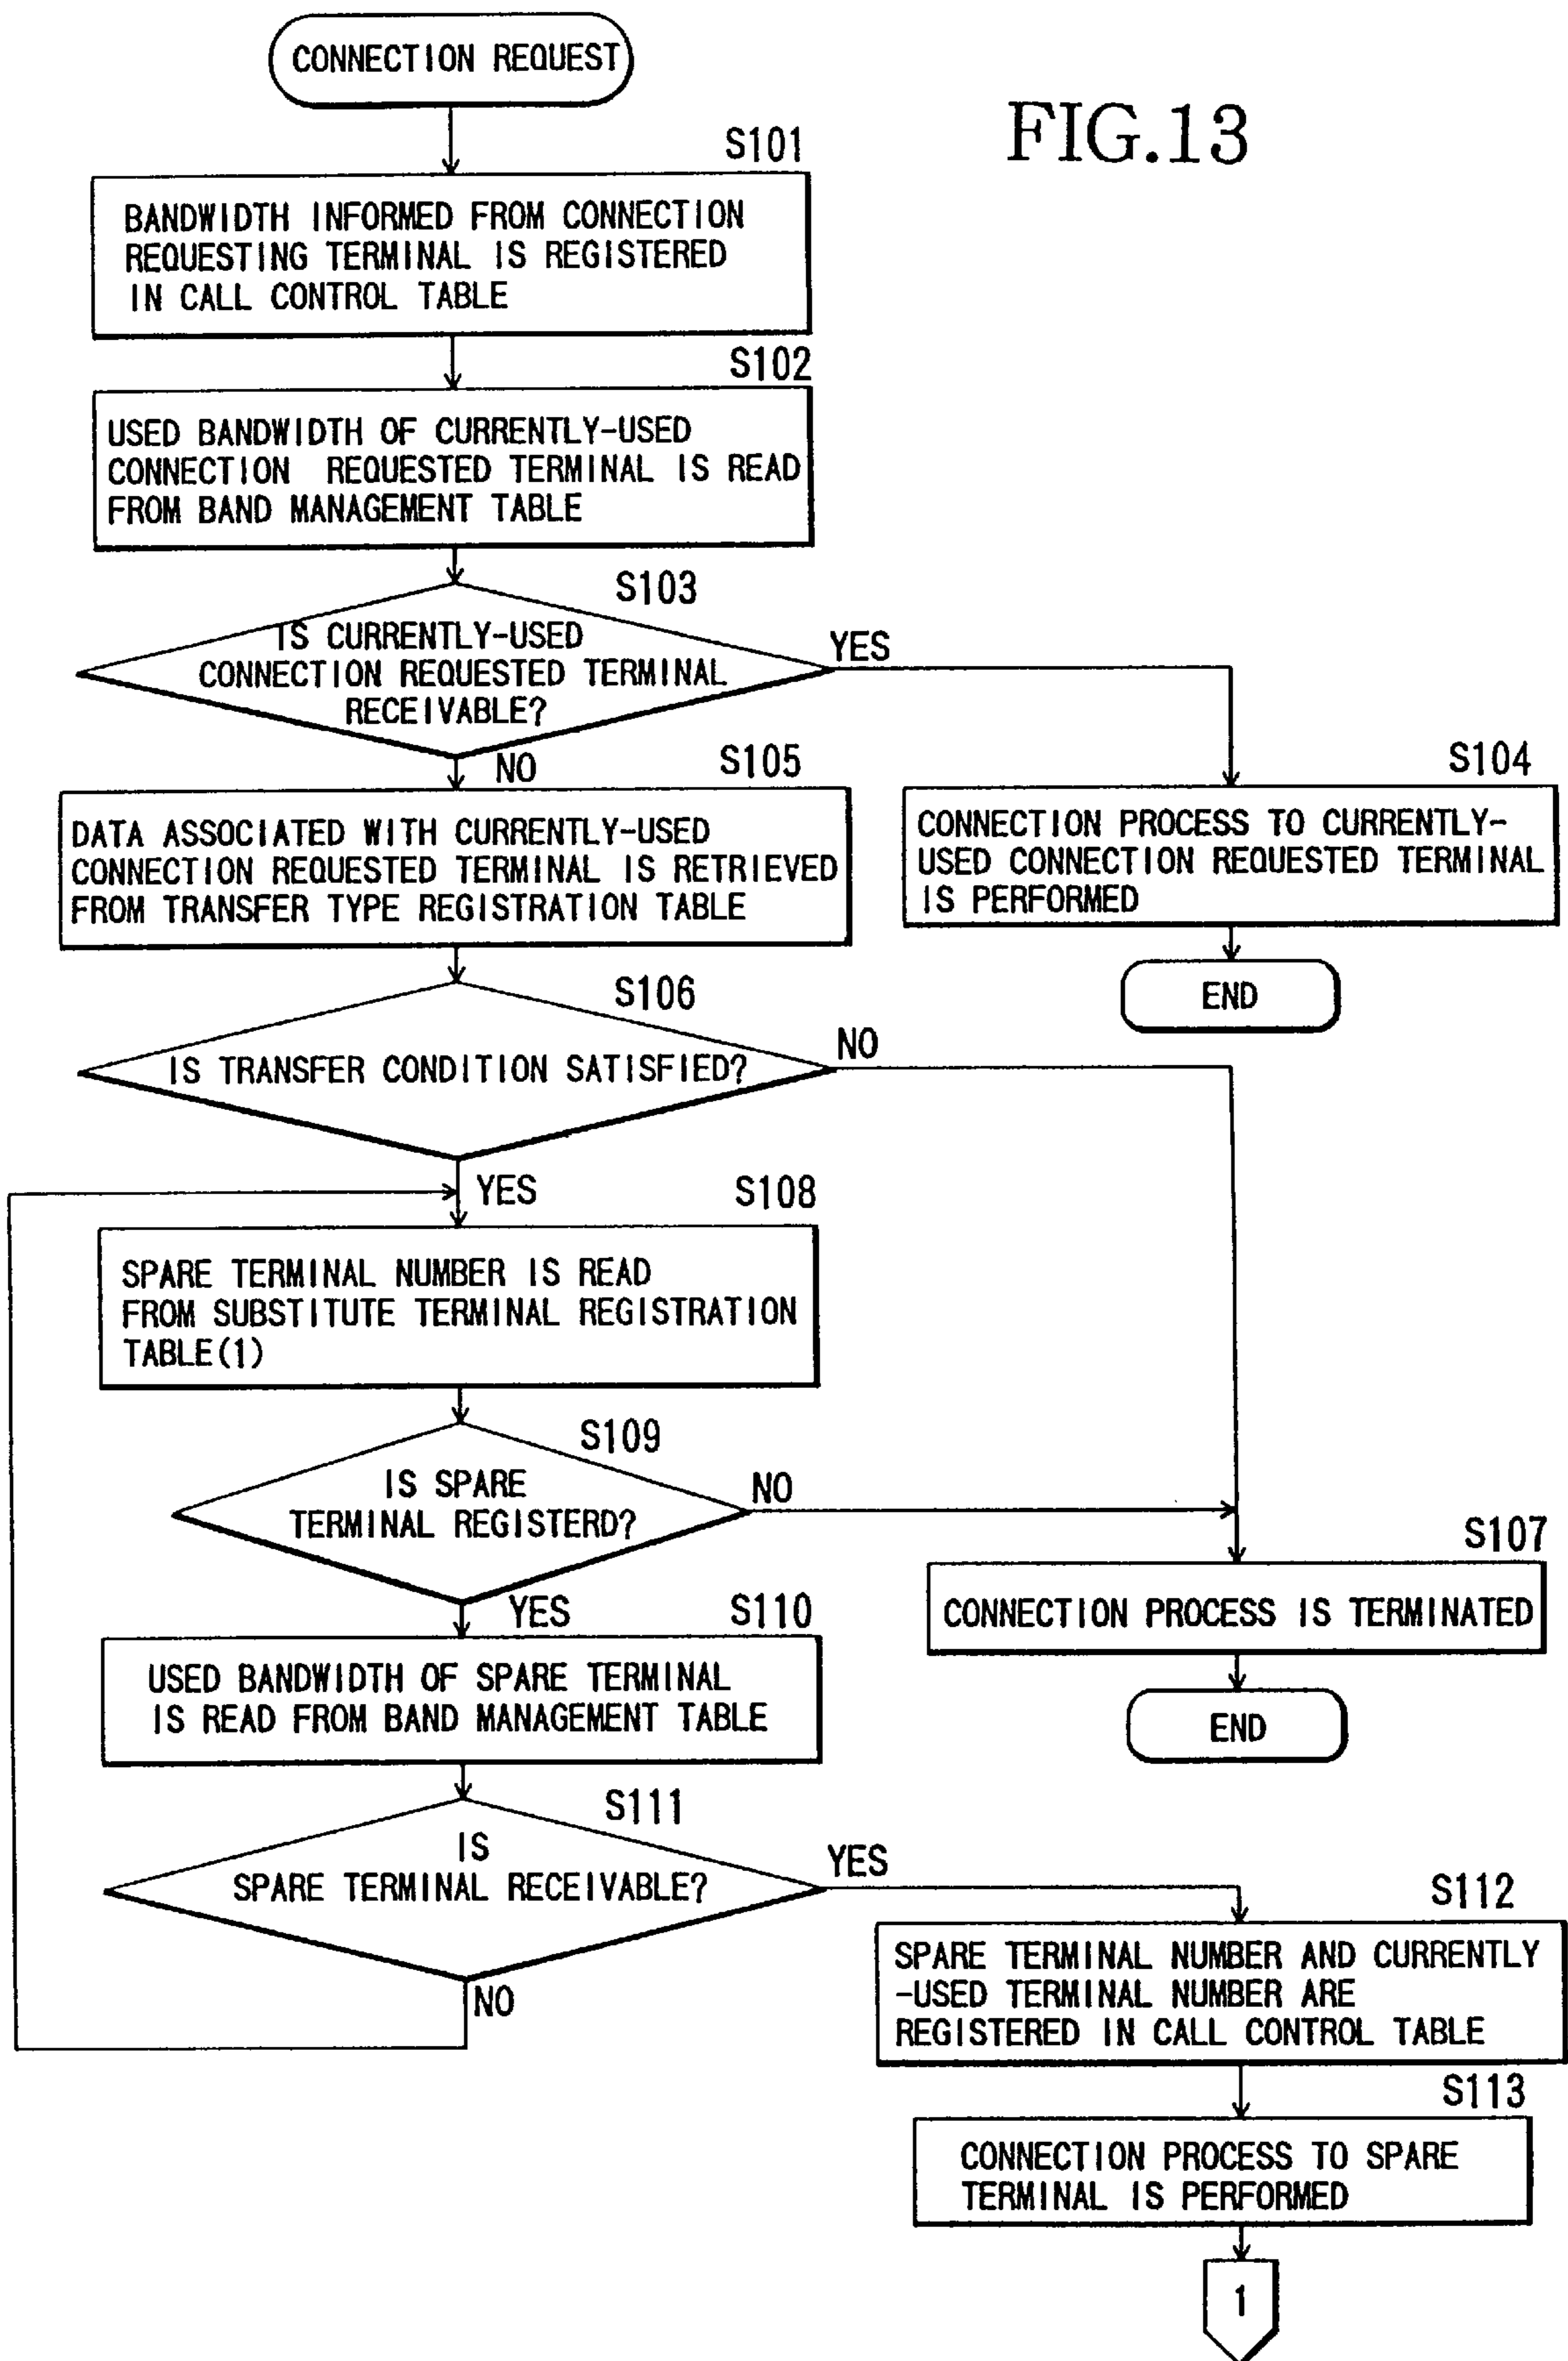 CONNECTION REQUEST
FIG.13
S101
BANDWIDTH INFORMED FROM CONNECTION
REQUESTING TERMINAL IS REGISTERED
IN CALL CONTROL TABLE
S102
USED BANDWIDTH OF CURRENTLY-USED
CONNECTION REQUESTED TERMINAL IS READ
FROM BAND MANAGEMENT TABLE
S103
IS CURRENTLY-USED
CONNECTION REQUESTED TERMINAL
RECEIVABLE?
YES
NO
S105
DATA ASSOCIATED WITH CURRENTLY-USED
CONNECTION REQUESTED TERMINAL IS RETRIEVED
FROM TRANSFER TYPE REGISTRATION TABLE
S104
CONNECTION PROCESS TO CURRENTLY-
USED CONNECTION REQUESTED TERMINAL
IS PERFORMED
END
S106
IS TRANSFER CONDITION SATISFIED?
NO
YES
S108
SPARE TERMINAL NUMBER IS READ
FROM SUBSTITUTE TERMINAL REGISTRATION
TABLE(1)
S109
IS SPARE
TERMINAL REGISTERD?
NO
S107
CONNECTION PROCESS IS TERMINATED
END
YES
S110
USED BANDWIDTH OF SPARE TERMINAL
IS READ FROM BAND MANAGEMENT TABLE
S111
IS
SPARE TERMINAL RECEIVABLE?
YES
NO
S112
SPARE TERMINAL NUMBER AND CURRENTLY
-USED TERMINAL NUMBER ARE
REGISTERED IN CALL CONTROL TABLE
S113
CONNECTION PROCESS TO SPARE
TERMINAL IS PERFORMED
1